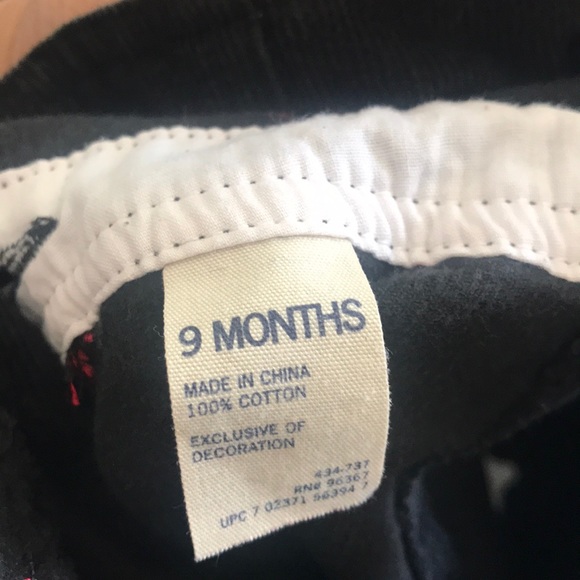 9 MONTHS
MADE IN CHINA
100% COTTON
EXCLUSIVE OF
DECORATION
434-737
RN# 96367
UPC 7 02371 56394 7